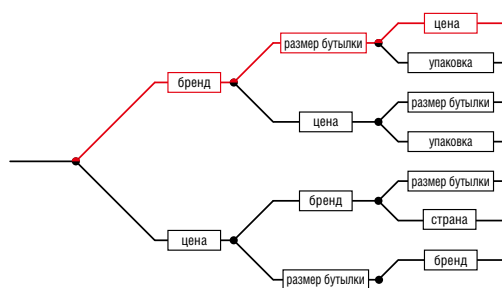 цена
размер бутылки
упаковка
бренд
размер бутылки
цена
упаковка
размер бутылки
бренд
страна
цена
бренд
размер бутылки